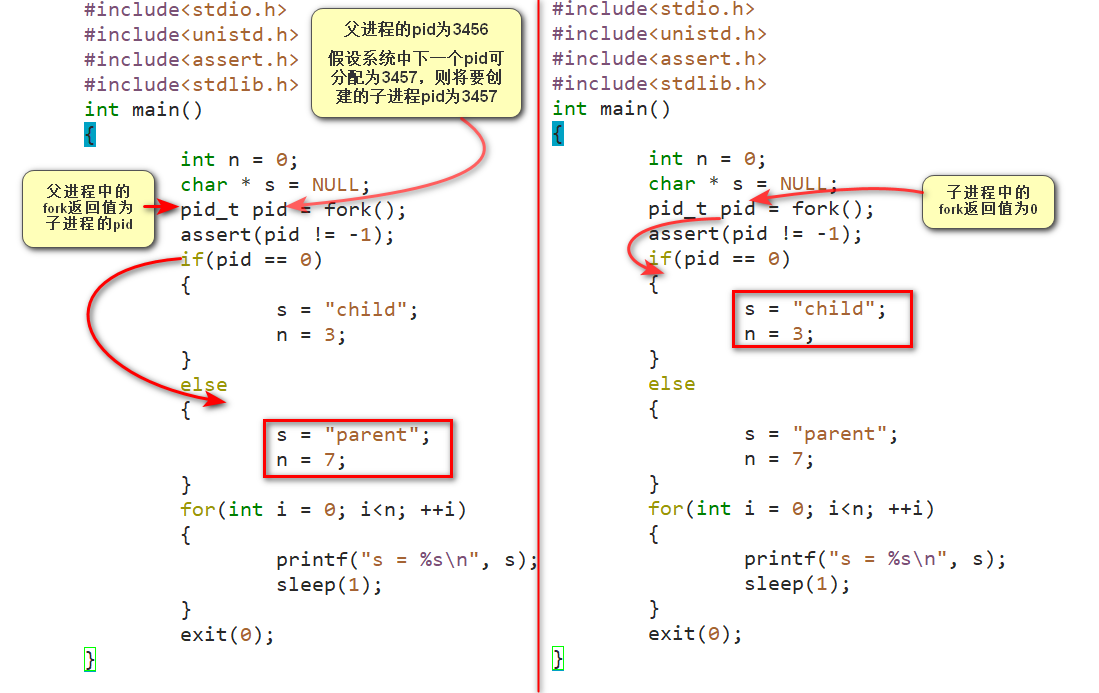 #include<stdio.h>
#include<unistd.h>
#include<assert.h>
#include<stdlib.h>
int main()
{
int n = 0;
char * s = NULL;
pid_t pid = fork();
assert(pid != -1);
if(pid == 0)
{
s = "child";
n = 3;
}
else
{
s = "parent";
n = 7;
}
for(int i = 0; i<n; ++i)
{
printf("s = %s\n", s);
sleep(1);
}
exit(0);
}
父进程的pid为3456
假设系统中下一个pid可
分配为3457，则将要创
建的子进程pid为3457
父进程中的
fork返回值为
子进程的pid
#include<stdio.h>
#include<unistd.h>
#include<assert.h>
#include<stdlib.h>
int main()
{
int n = 0;
char * s = NULL;
pid_t pid = fork();
assert(pid != -1);
if(pid == 0)
{
s = "child";
n = 3;
}
else
{
s = "parent";
n = 7;
}
for(int i = 0; i<n; ++i)
{
printf("s = %s\n", s);
sleep(1);
}
exit(0);
}
子进程中的
fork返回值为0